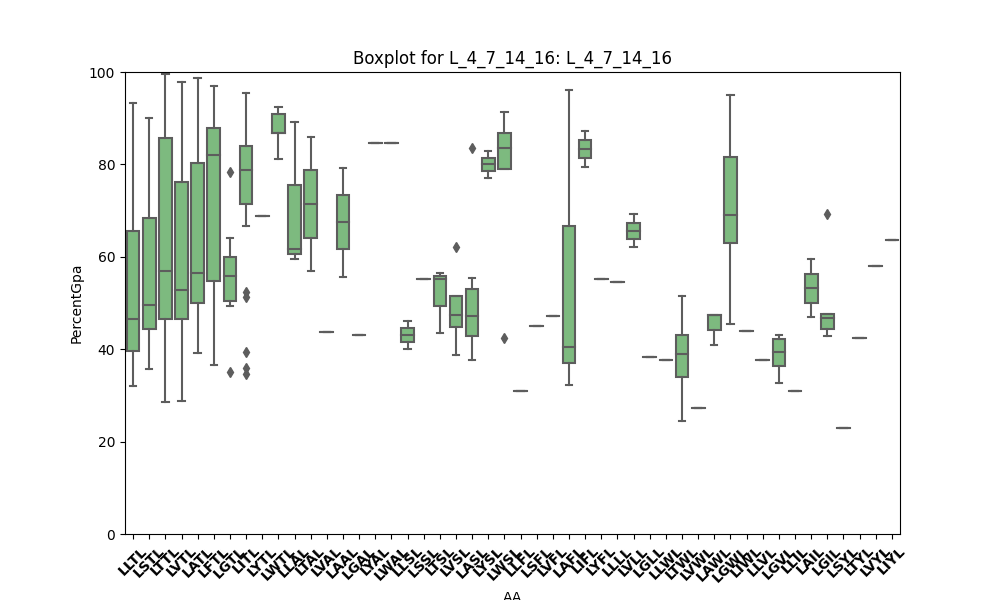 Boxplot for L_4_7_14_16: L_4_7_14_16
PercentGpa
100
80
60
40
20
0
LLTL
LSTL
LTTL
LVTL
LATL
LFTL
LGTL
LITL
LYTL
LWTL
LLAL
LTAL
LVAL
LAAL
LGAL
LYAL
LWAL
LLSL
LSSL
LTSL
LVSL
LASL
LYSL
LWSL
LLFL
LSFL
LVFL
LAFL
LIFL
LYFL
LLLL
LVLL
LGLL
LLWL
LTWL
LVWL
LAWL
LGWL
LIWL
LLVL
LGVL
LLIL
LAIL
LGIL
LSYL
LTYL
LVYL
LIYL
AA